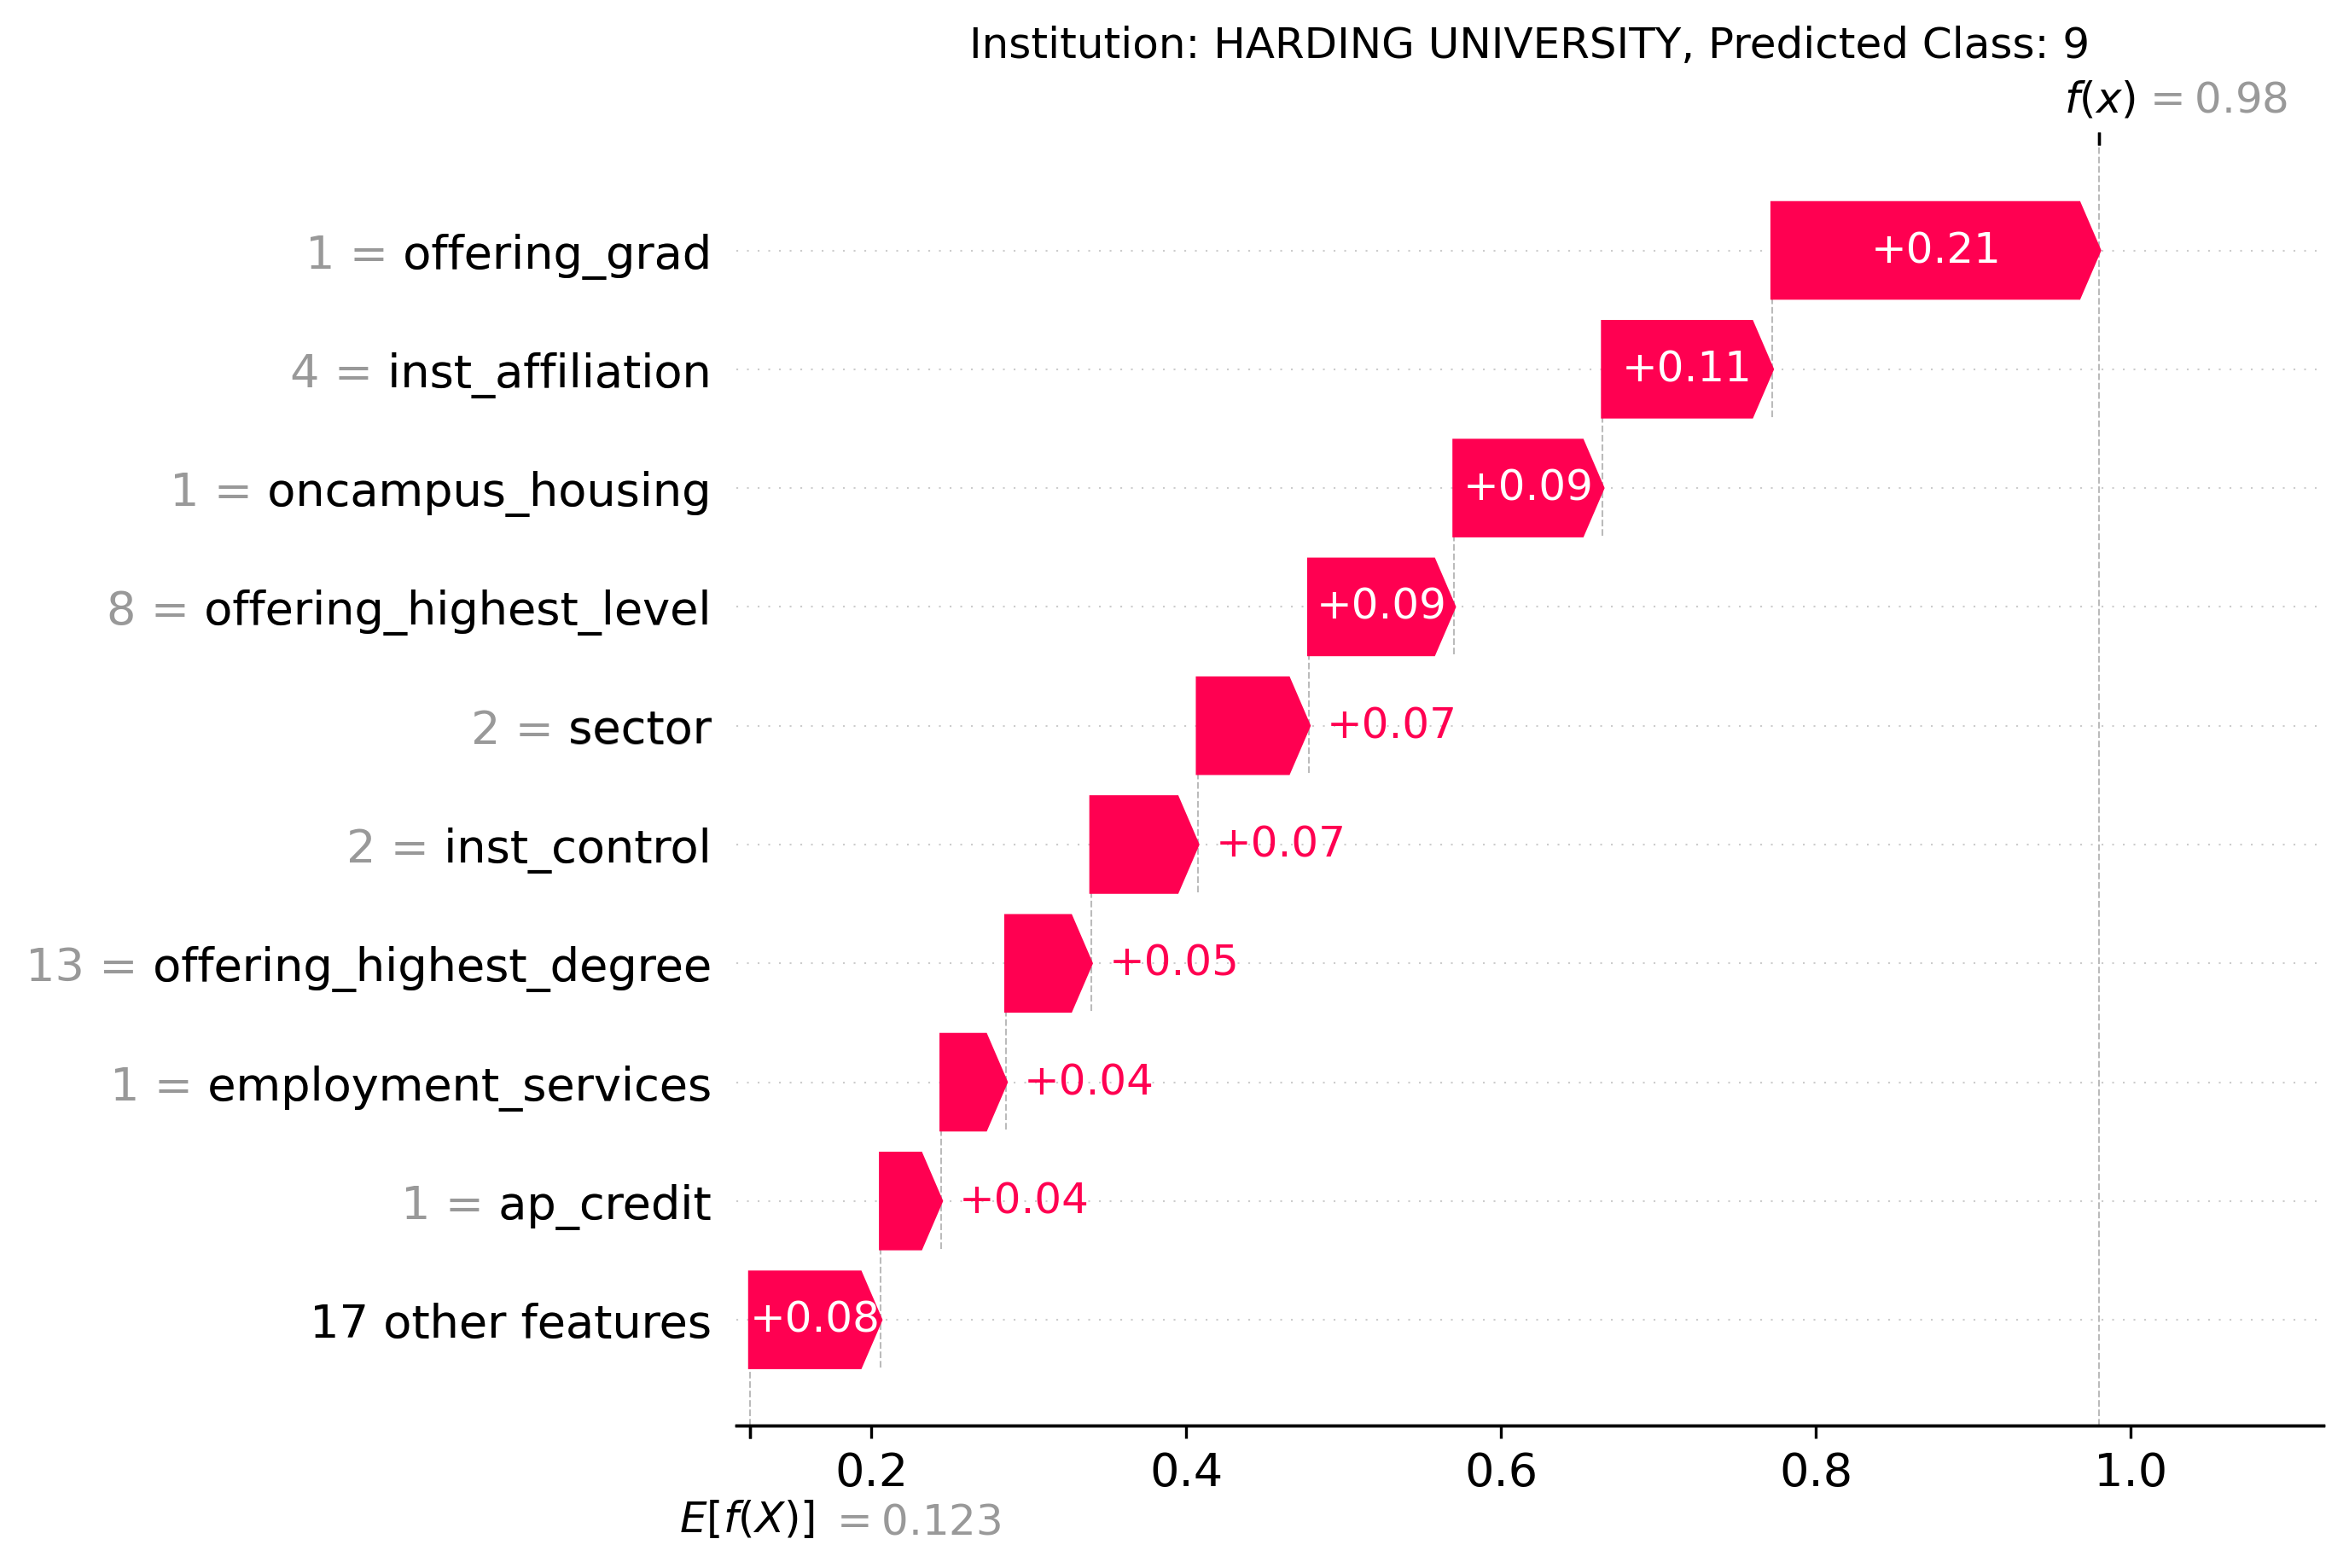 Institution: HARDING UNIVERSITY, Predicted Class: 9
f(x) = 0.98
1 = offering_grad +0.21
4 = inst_affiliation +0.11
1 = oncampus_housing +0.09
8 = offering_highest_level +0.09
2 = sector +0.07
2 = inst_control +0.07
13 = offering_highest_degree +0.05
1 = employment_services +0.04
1 = ap_credit +0.04
17 other features +0.08
0.2 0.4 0.6 0.8 1.0
E[f(X)] = 0.123